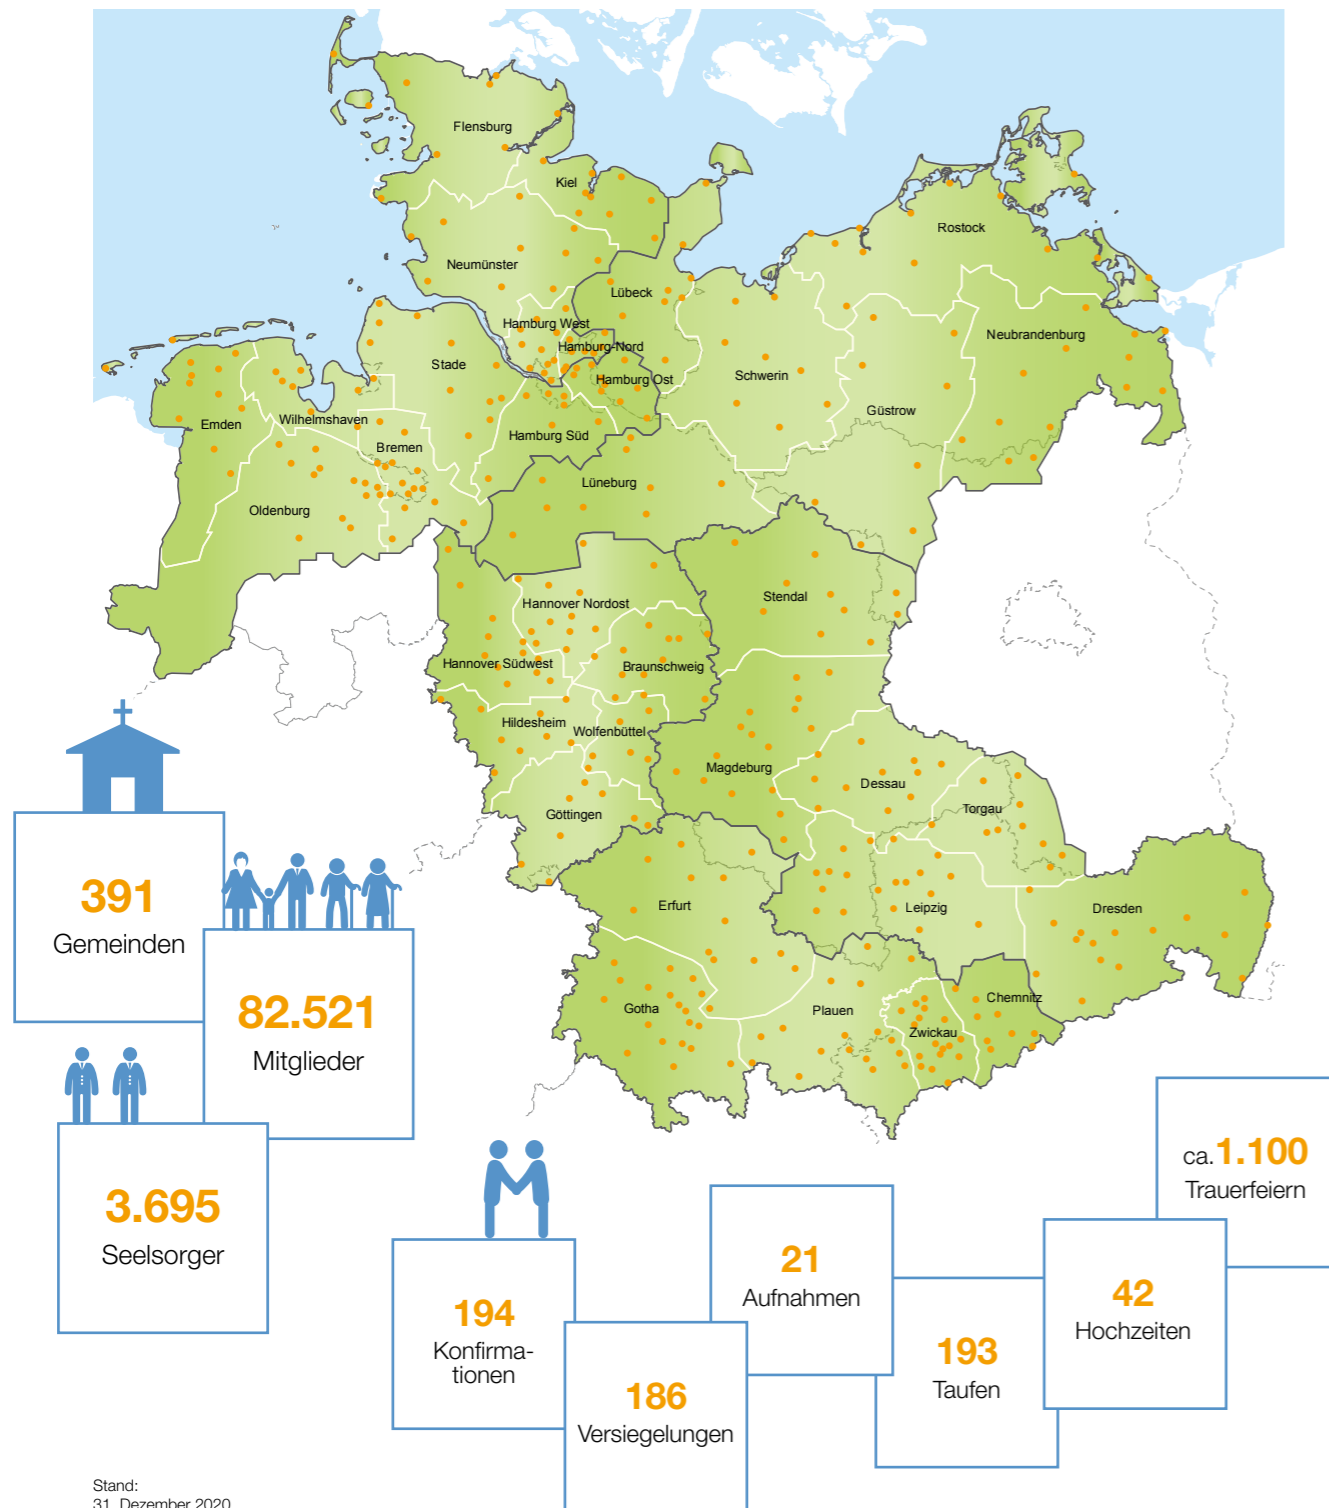 Flensburg
Kiel
Rostock
Neumünster
Lübeck
Hamburg West
Neubrandenburg
Hamburg-Nord
Stade
Schwerin
Hamburg Ost
Güstrow
Wilhelmshaven
Emden
Hamburg Süd
Bremen
Lüneburg
Oldenburg
Stendal
Hannover Nordost
Hannover Südwest
Braunschweig
Hildesheim
Wolfenbüttel
Magdeburg
Dessau
Torgau
Göttingen
Erfurt
Leipzig
Dresden
Chemnitz
Gotha
Plauen
Zwickau
391
Gemeinden
82.521
Mitglieder
3.695
Seelsorger
194
Konfirma-
tionen
186
Versiegelungen
21
Aufnahmen
193
Taufen
42
Hochzeiten
ca.1.100
Trauerfeiern
Stand:
31. Dezember 2020